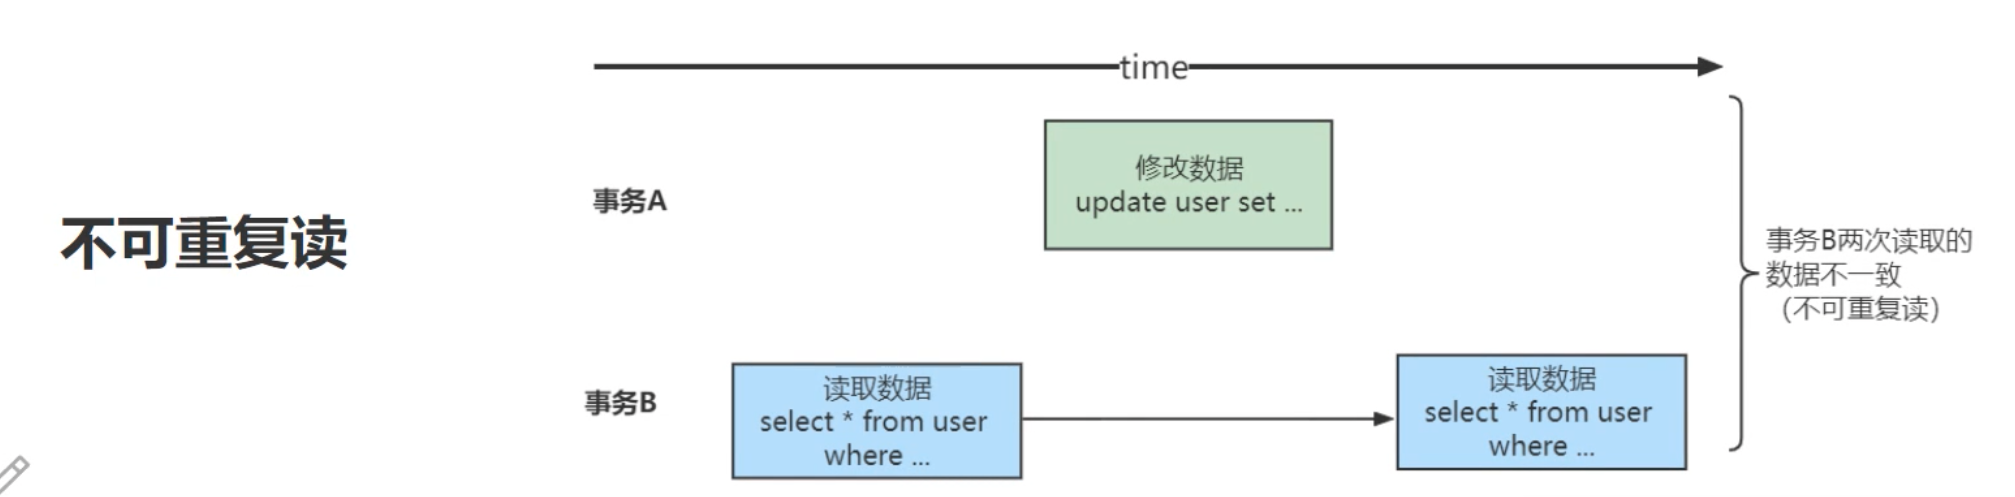 time
修改数据
update user set ...
事务A
不可重复读
事务B两次读取的
数据不一致
（不可重复读）
事务B
读取数据
select * from user
where ...
读取数据
select * from user
where ...